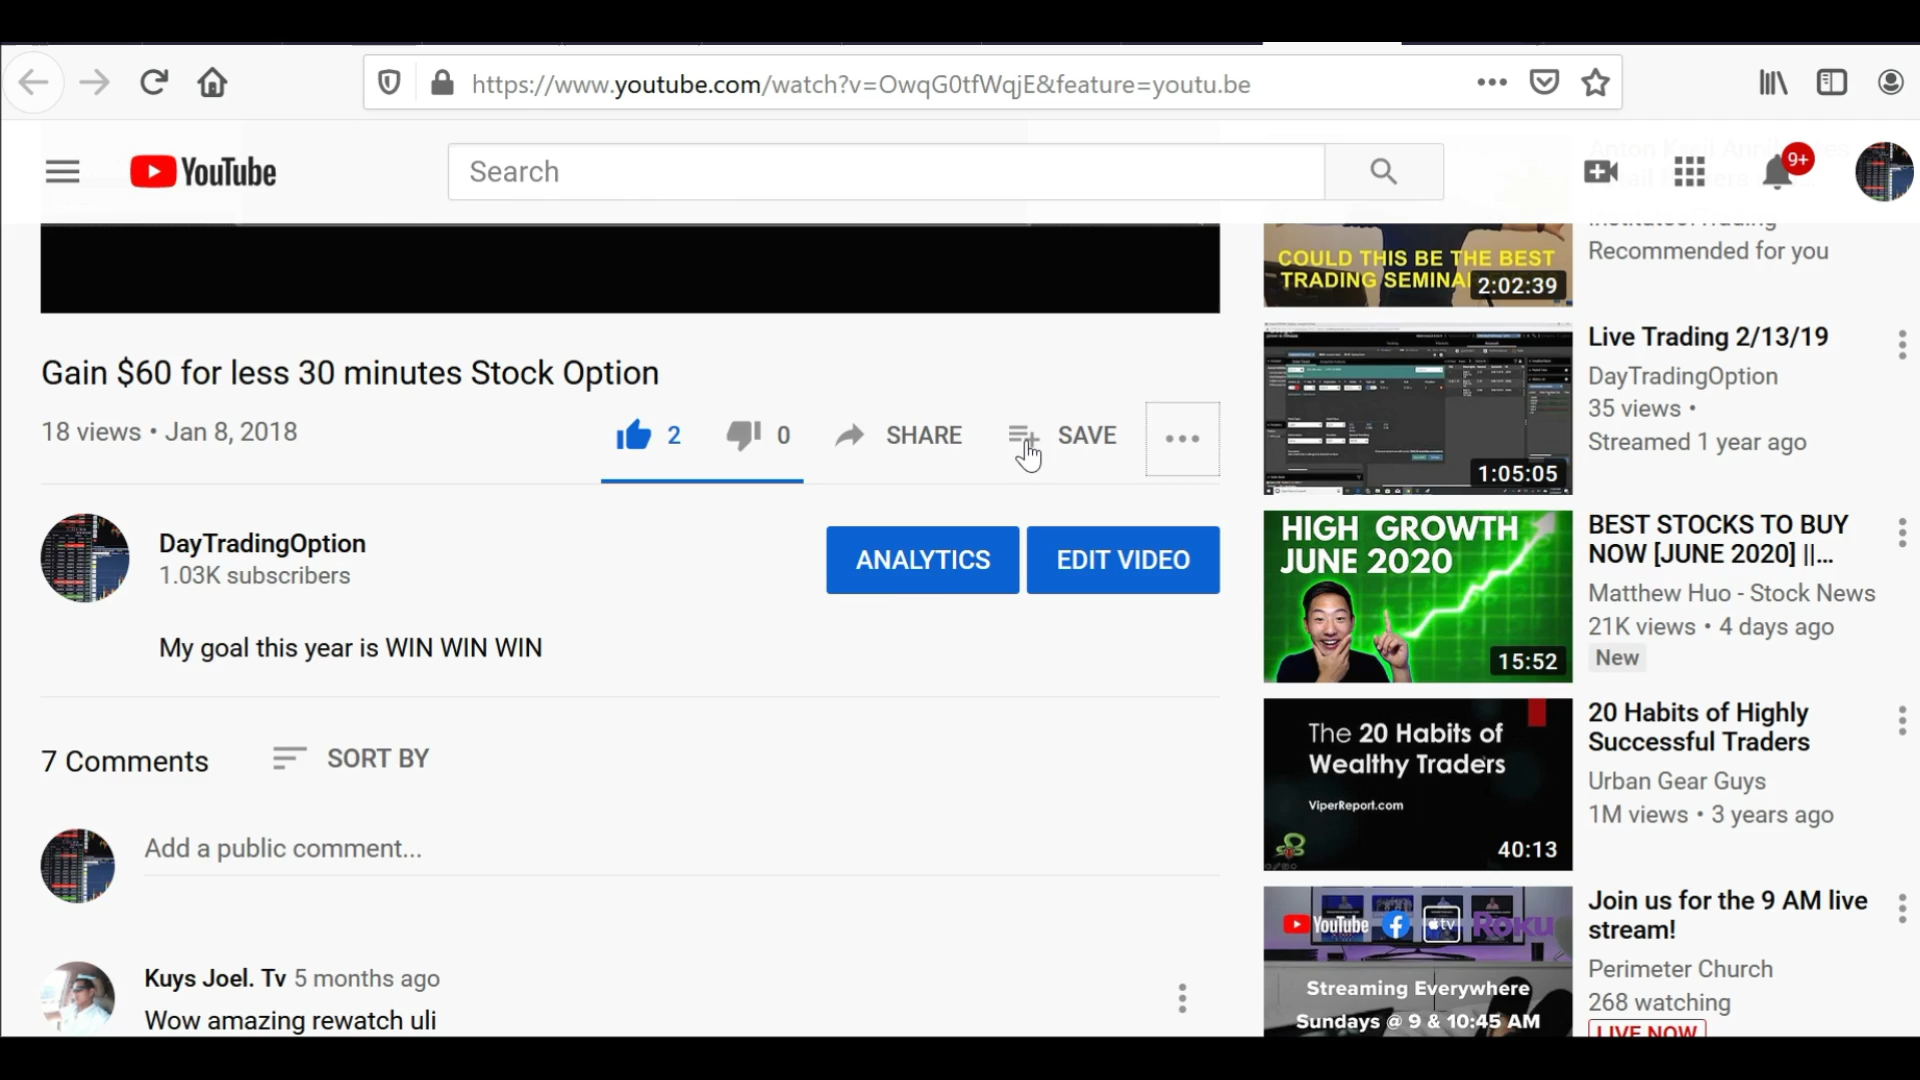 https://www.youtube.com/watch?v=OwqG0tfWqjE&feature=youtu.be
YouTube
Search
9+
Gain $60 for less 30 minutes Stock Option
18 views • Jan 8, 2018
2
0
SHARE
SAVE
DayTradingOption
1.03K subscribers
ANALYTICS
EDIT VIDEO
My goal this year is WIN WIN WIN
7 Comments
SORT BY
Add a public comment...
Kuys Joel. Tv 5 months ago
Wow amazing rewatch uli
COULD THIS BE THE BEST
TRADING SEMINA
2:02:39
Recommended for you
1:05:05
Live Trading 2/13/19
DayTradingOption
35 views •
Streamed 1 year ago
HIGH GROWTH
JUNE 2020
15:52
BEST STOCKS TO BUY
NOW [JUNE 2020] ||...
Matthew Huo - Stock News
21K views • 4 days ago
New
The 20 Habits of
Wealthy Traders
ViperReport.com
40:13
20 Habits of Highly
Successful Traders
Urban Gear Guys
1M views • 3 years ago
YouTube
tv
Roku
Streaming Everywhere
Sundays @ 9 & 10:45 AM
Join us for the 9 AM live
stream!
Perimeter Church
268 watching
LIVE NOW